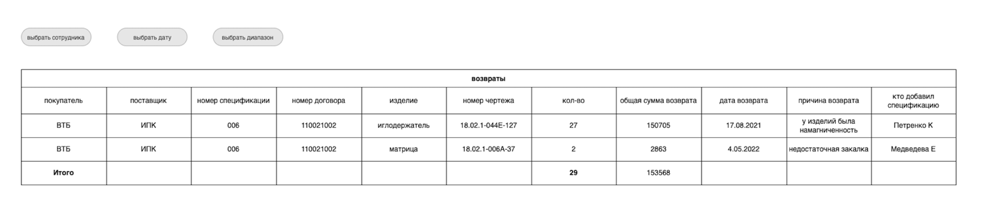 выбрать сотрудника выбрать дату выбрать диапазон
возвраты
покупатель поставщик номер спецификации номер договора изделие номер чертежа кол-во общая сумма возврата дата возврата причина возврата кто добавил спецификацию
ВТБ ИПК 006 110021002 иглодержатель 18.02.1-044Е-127 27 150705 17.08.2021 у изделий была намагниченность Петренко К
ВТБ ИПК 006 110021002 матрица 18.02.1-006А-37 2 2863 4.05.2022 недостаточная закалка Медведева Е
Итого 29 153568